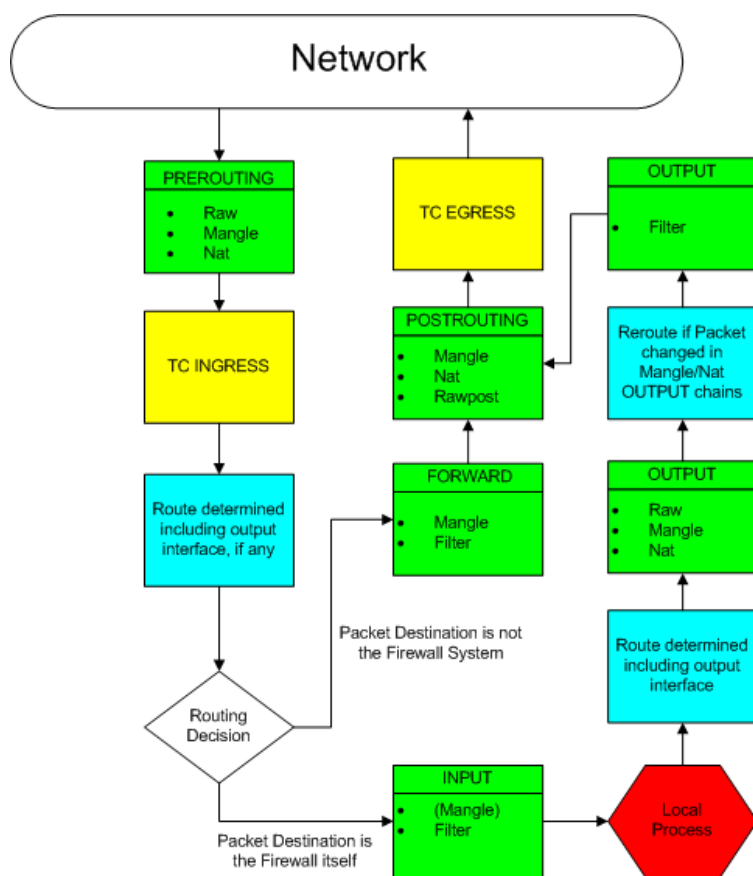 Network
PREROUTING
• Raw
• Mangle
• Nat
TC INGRESS
Route determined
including output
interface, if any
Routing
Decision
Packet Destination is not
the Firewall System
Packet Destination is
the Firewall itself
TC EGRESS
POSTROUTING
• Mangle
• Nat
• Rawpost
FORWARD
• Mangle
• Filter
INPUT
• (Mangle)
• Filter
OUTPUT
• Filter
Reroute if Packet
changed in
Mangle/Nat
OUTPUT chains
OUTPUT
• Raw
• Mangle
• Nat
Route determined
including output
interface
Local
Process